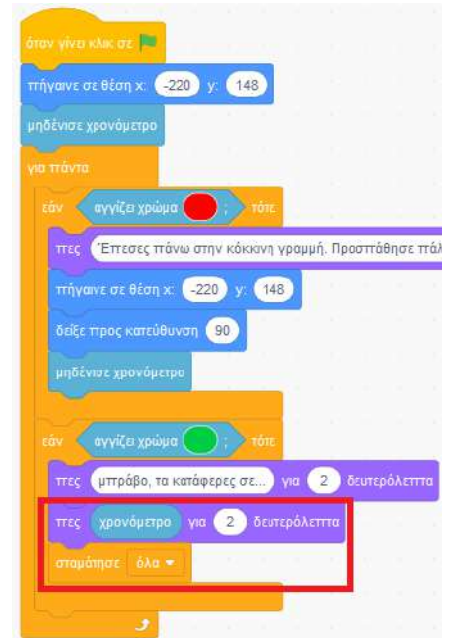 όταν γίνει κλικ σε
πήγαινε σε θέση x: -220 y: 148
μηδένισε χρονόμετρο
για πάντα
εάν αγγίζει χρώμα ; τότε
πες Έπεσες πάνω στην κόκκινη γραμμή. Προσπάθησε πάλ
πήγαινε σε θέση x: -220 y: 148
δείξε προς κατεύθυνση 90
μηδένισε χρονόμετρο
εάν αγγίζει χρώμα ; τότε
πες μπράβο, τα κατάφερες σε... για 2 δευτερόλεπτα
πες χρονόμετρο για 2 δευτερόλεπτα
σταμάτησε όλα